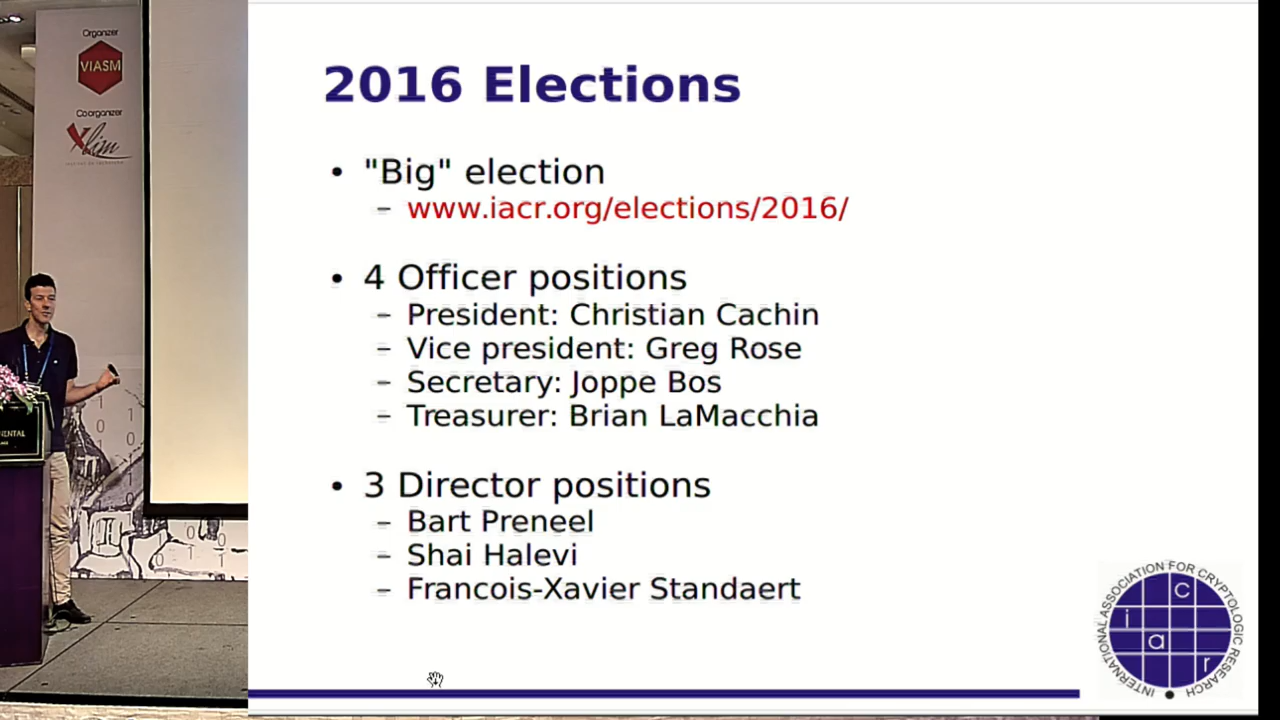 Organizer
VIASM
Co-organizer
Xlim
2016 Elections
• "Big" election
– www.iacr.org/elections/2016/
• 4 Officer positions
– President: Christian Cachin
– Vice president: Greg Rose
– Secretary: Joppe Bos
– Treasurer: Brian LaMacchia
• 3 Director positions
– Bart Preneel
– Shai Halevi
– Francois-Xavier Standaert
INTERNATIONAL ASSOCIATION FOR CRYPTOLOGIC RESEARCH
i a c r